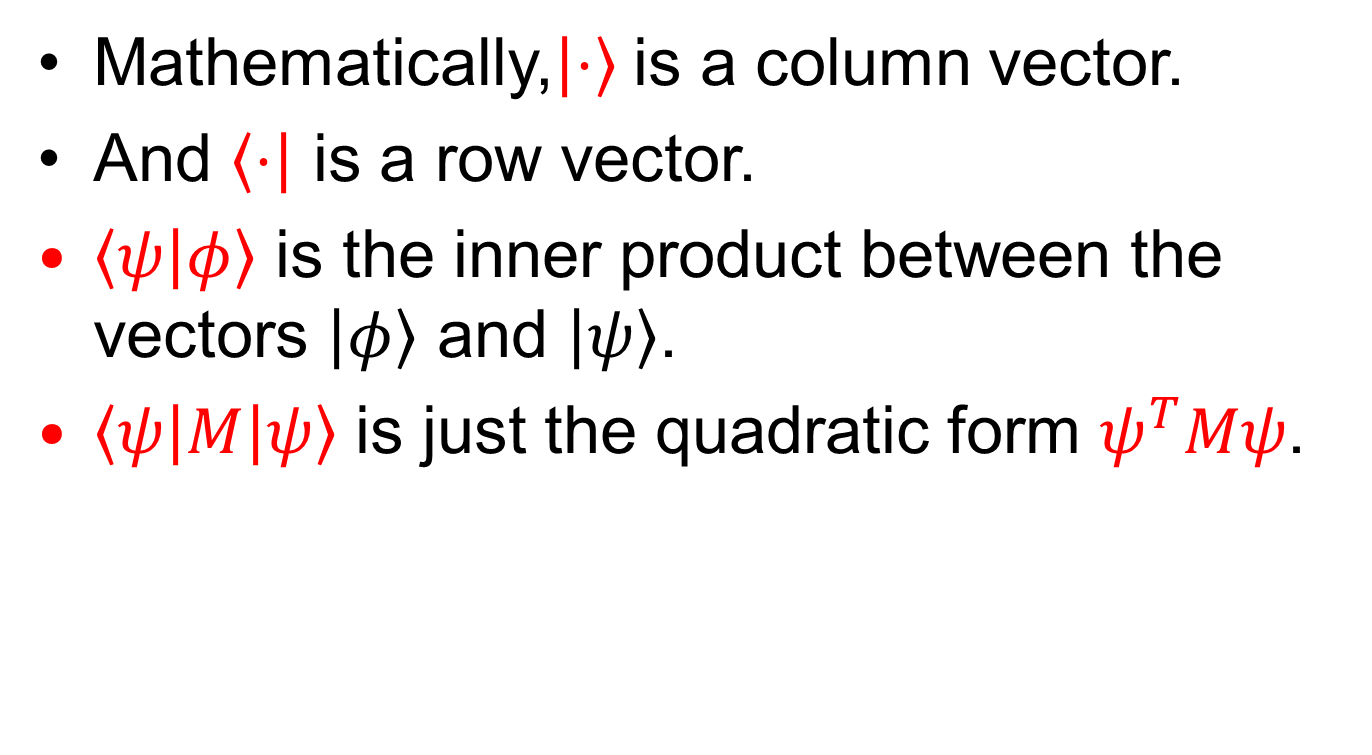 • Mathematically,|·⟩ is a column vector.
• And ⟨·| is a row vector.
• ⟨ψ|ϕ⟩ is the inner product between the
vectors |ϕ⟩ and |ψ⟩.
• ⟨ψ|M|ψ⟩ is just the quadratic form ψᵀMψ.